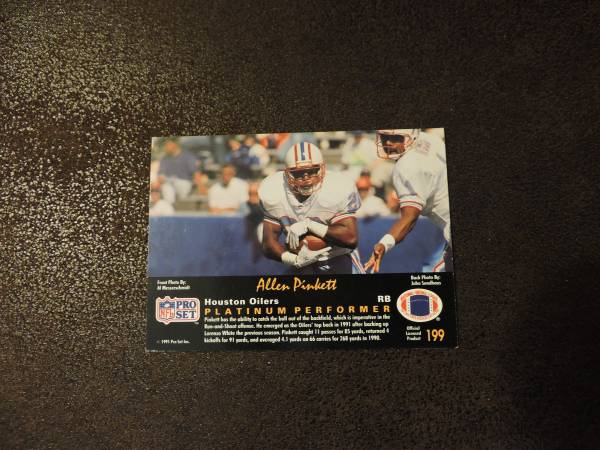 Allen Pinkett
Front Photo By:
M Messerschmidt
Back Photo By:
John Sandhaus
Houston Oilers
RB
NFL
PRO
SET
PLATINUM PERFORMER
Pinkett has the ability to catch the ball out of the backfield, which is imperative in the
Run-and-Shoot offense. He emerged as the Oilers' top back in 1991 after backing up
Lorenzo White the previous season. Pinkett caught 11 passes for 85 yards, returned 4
kickoffs for 91 yards, and averaged 4.1 yards on 66 carries for 268 yards in 1990.
© 1991 Pro Set Inc.
Official
Licensed
Product
199